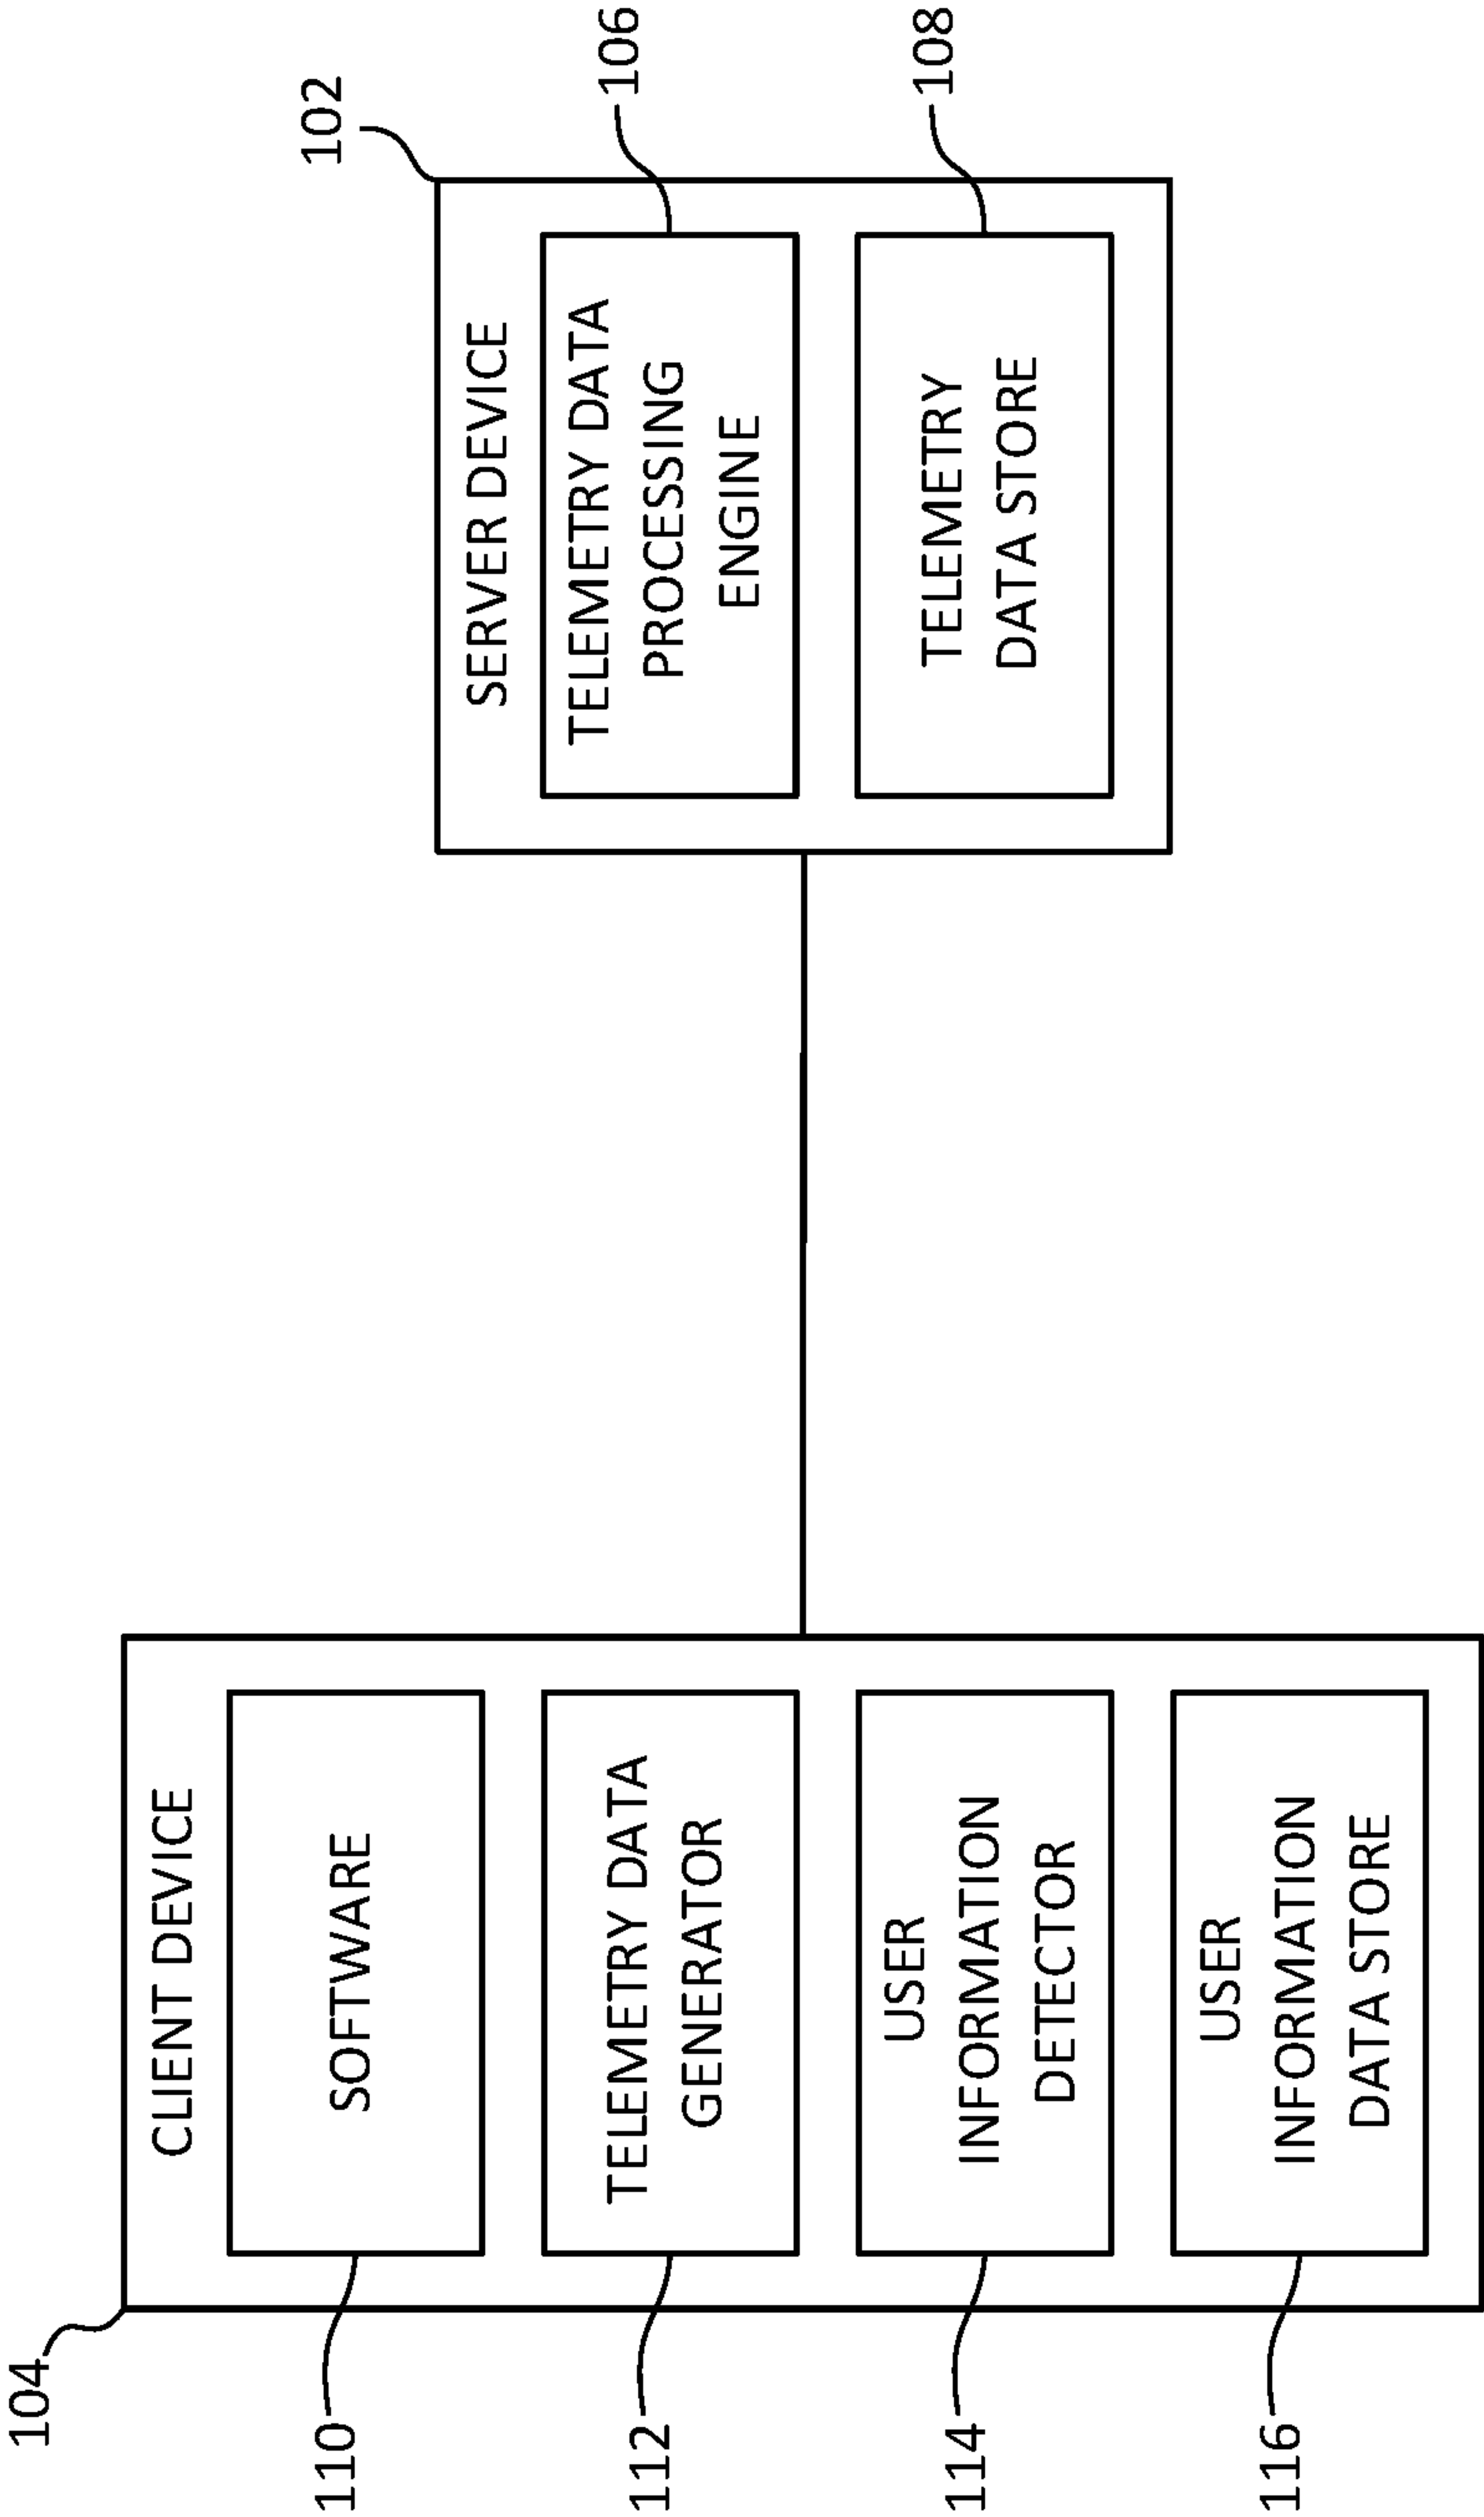 104
CLIENT DEVICE
110
SOFTWARE
112
TELEMETRY DATA
GENERATOR
114
USER
INFORMATION
DETECTOR
116
USER
INFORMATION
DATA STORE
102
SERVER DEVICE
TELEMETRY DATA
PROCESSING
ENGINE
106
TELEMETRY
DATA STORE
108